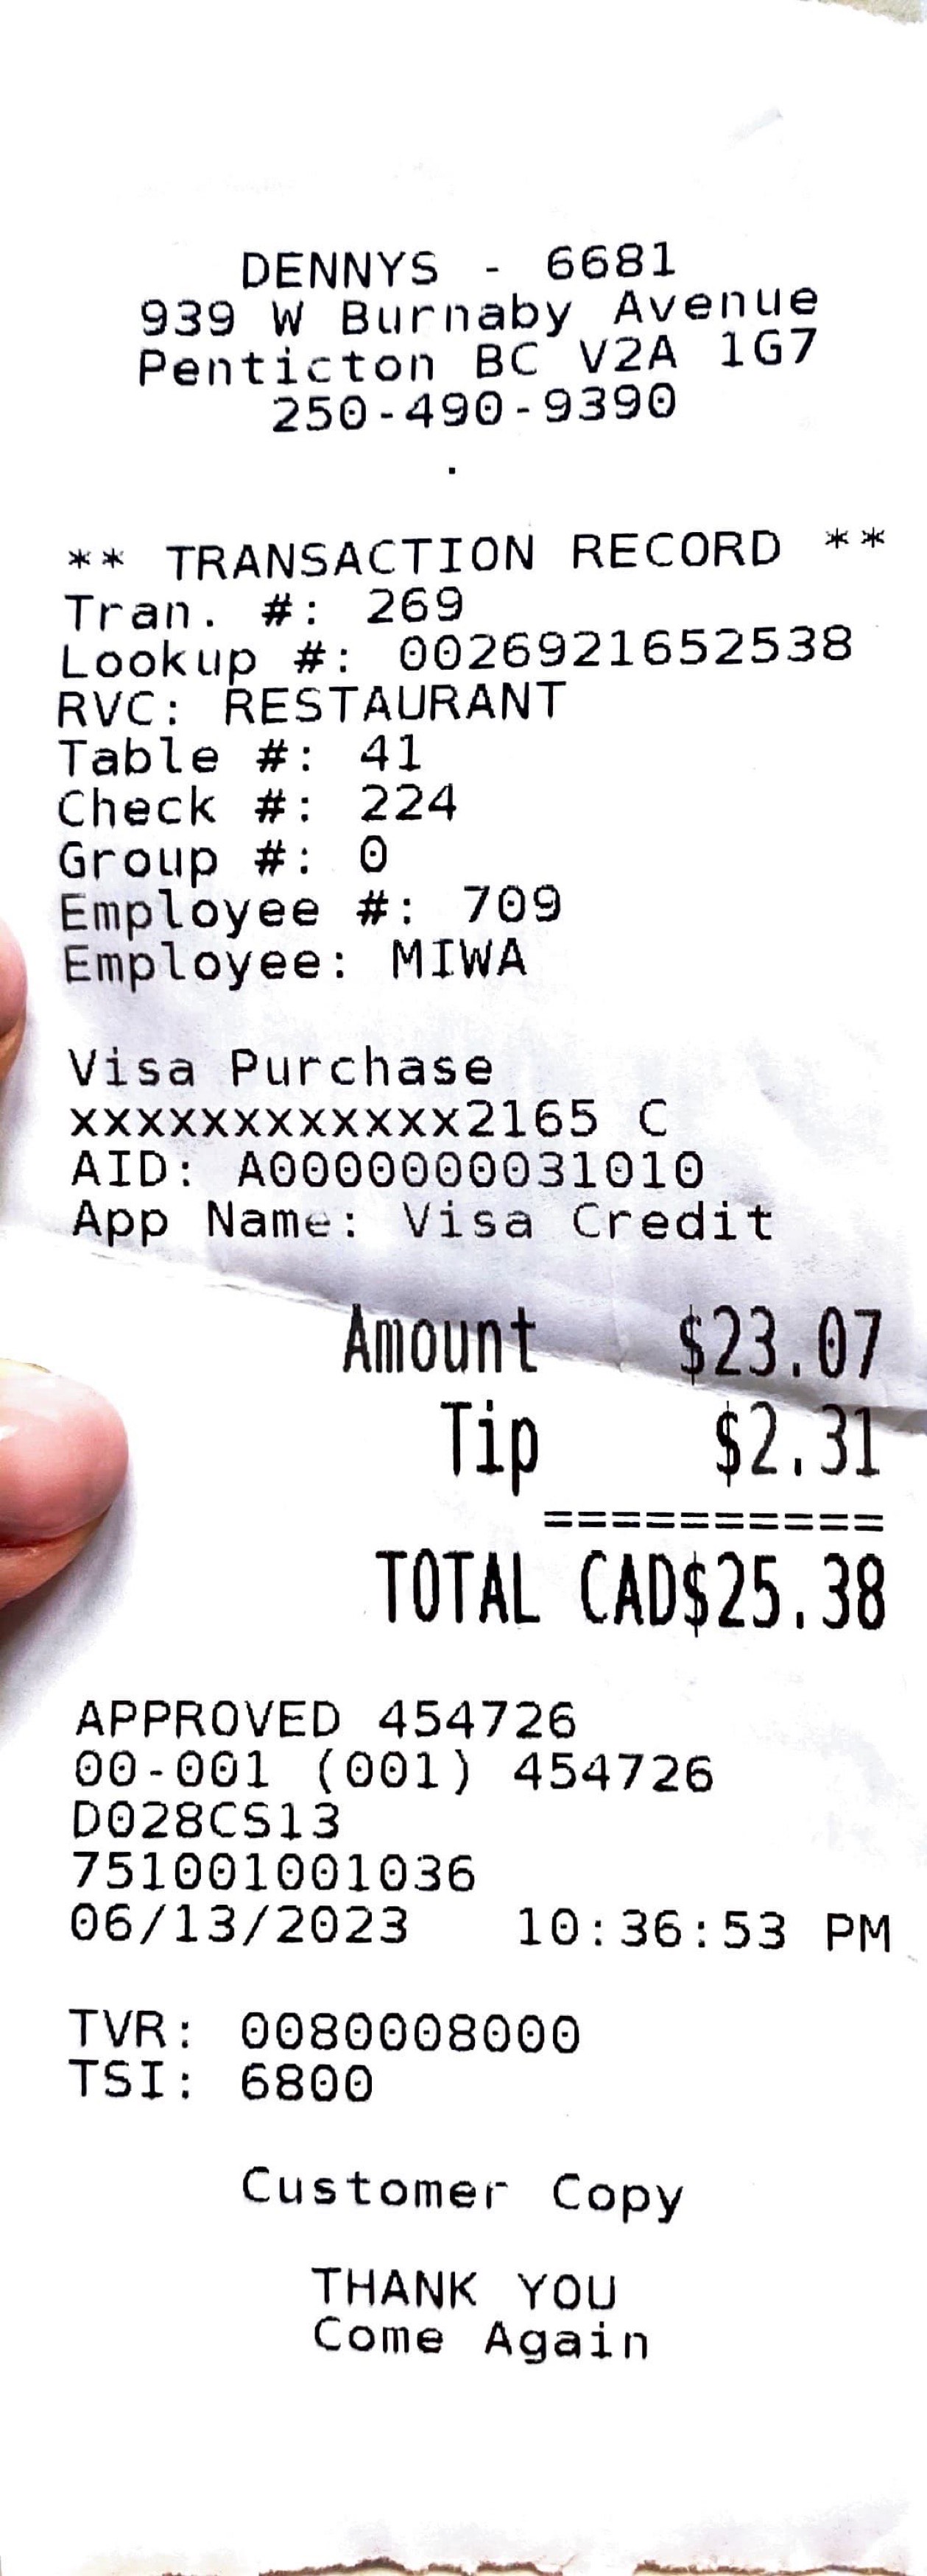 DENNYS - 6681
939 W Burnaby Avenue
Penticton BC V2A 1G7
250-490-9390
.
** TRANSACTION RECORD **
Tran. #: 269
Lookup #: 0026921652538
RVC: RESTAURANT
Table #: 41
Check #: 224
Group #: 0
Employee #: 709
Employee: MIWA
Visa Purchase
xxxxxxxxxxxx2165 C
AID: A0000000031010
App Name: Visa Credit
Amount $23.07
Tip $2.31
==========
TOTAL CAD$25.38
APPROVED 454726
00-001 (001) 454726
D028CS13
751001001036
06/13/2023 10:36:53 PM
TVR: 0080008000
TSI: 6800
Customer Copy
THANK YOU
Come Again